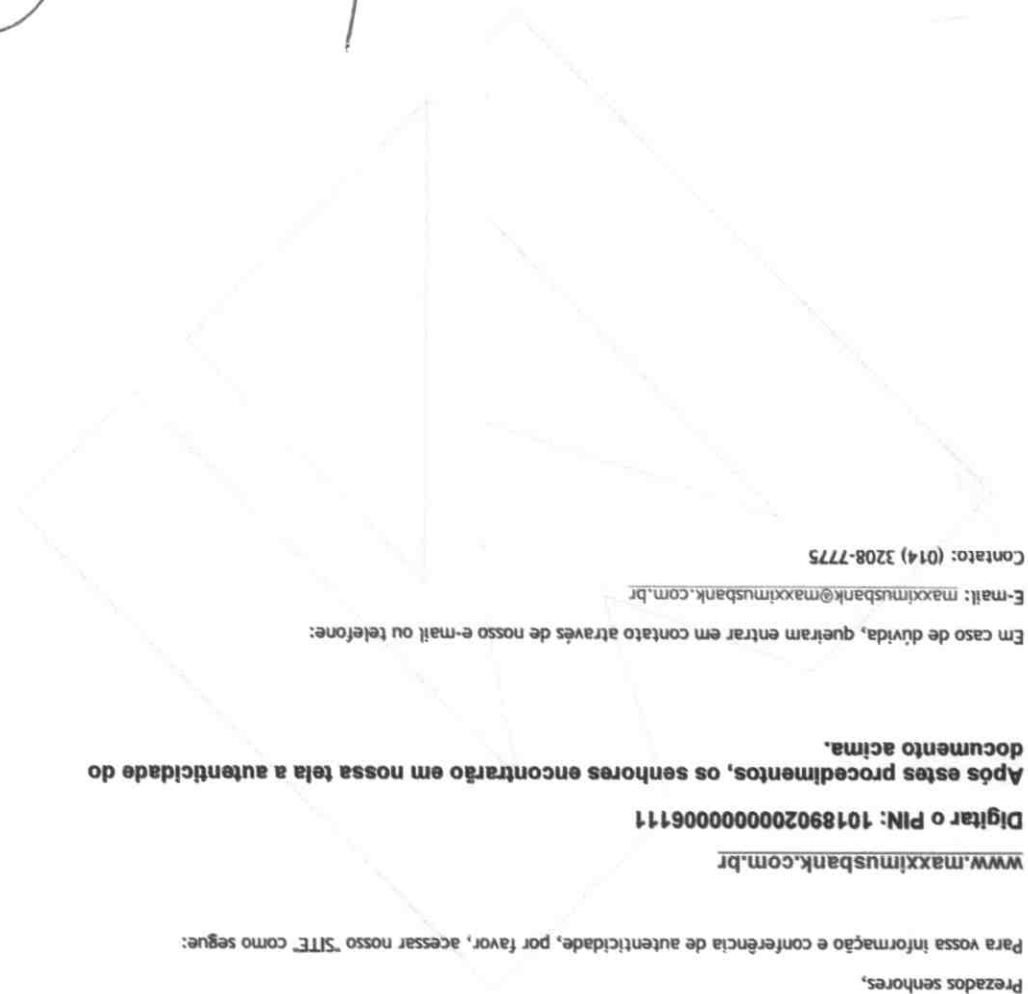 Prezados senhores,
Para vossa informação e conferência de autenticidade, por favor, acessar nosso "SITE" como segue:
www.maxximusbank.com.br
Digitar o PIN: 1018902000000006111
Após estes procedimentos, os senhores encontrarão em nossa tela a autenticidade do
documento acima.
Em caso de dúvida, queiram entrar em contato através de nosso e-mail ou telefone:
E-mail: maxximusbank@maxximusbank.com.br
Contato: (014) 3208-7775